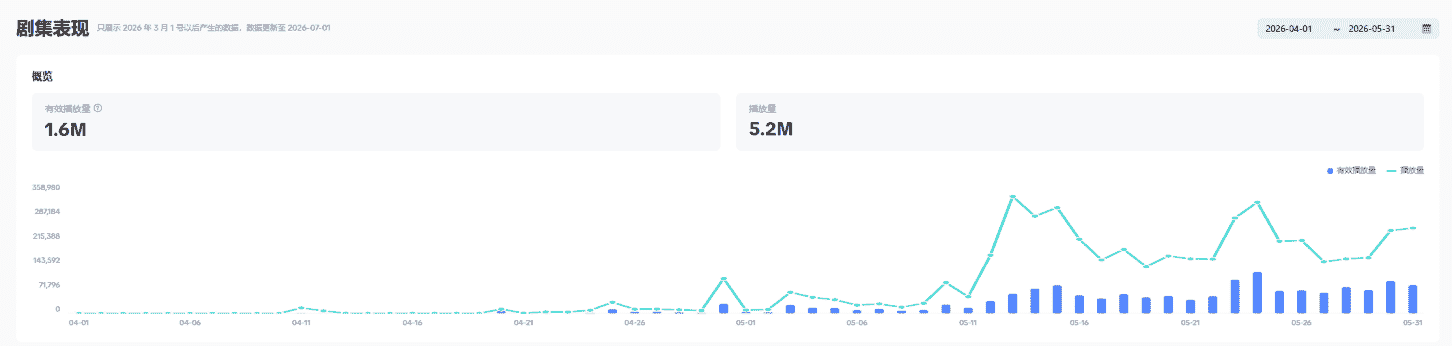 剧集表现 只展示 2026 年 3 月 1 号以后产生的数据，数据更新至 2026-07-01
2026-04-01 ~ 2026-05-31
概览
有效播放量
1.6M
播放量
5.2M
有效播放量 播放量
358,980
287,184
215,388
143,592
71,796
0
04-01 04-06 04-11 04-16 04-21 04-26 05-01 05-06 05-11 05-16 05-21 05-26 05-31